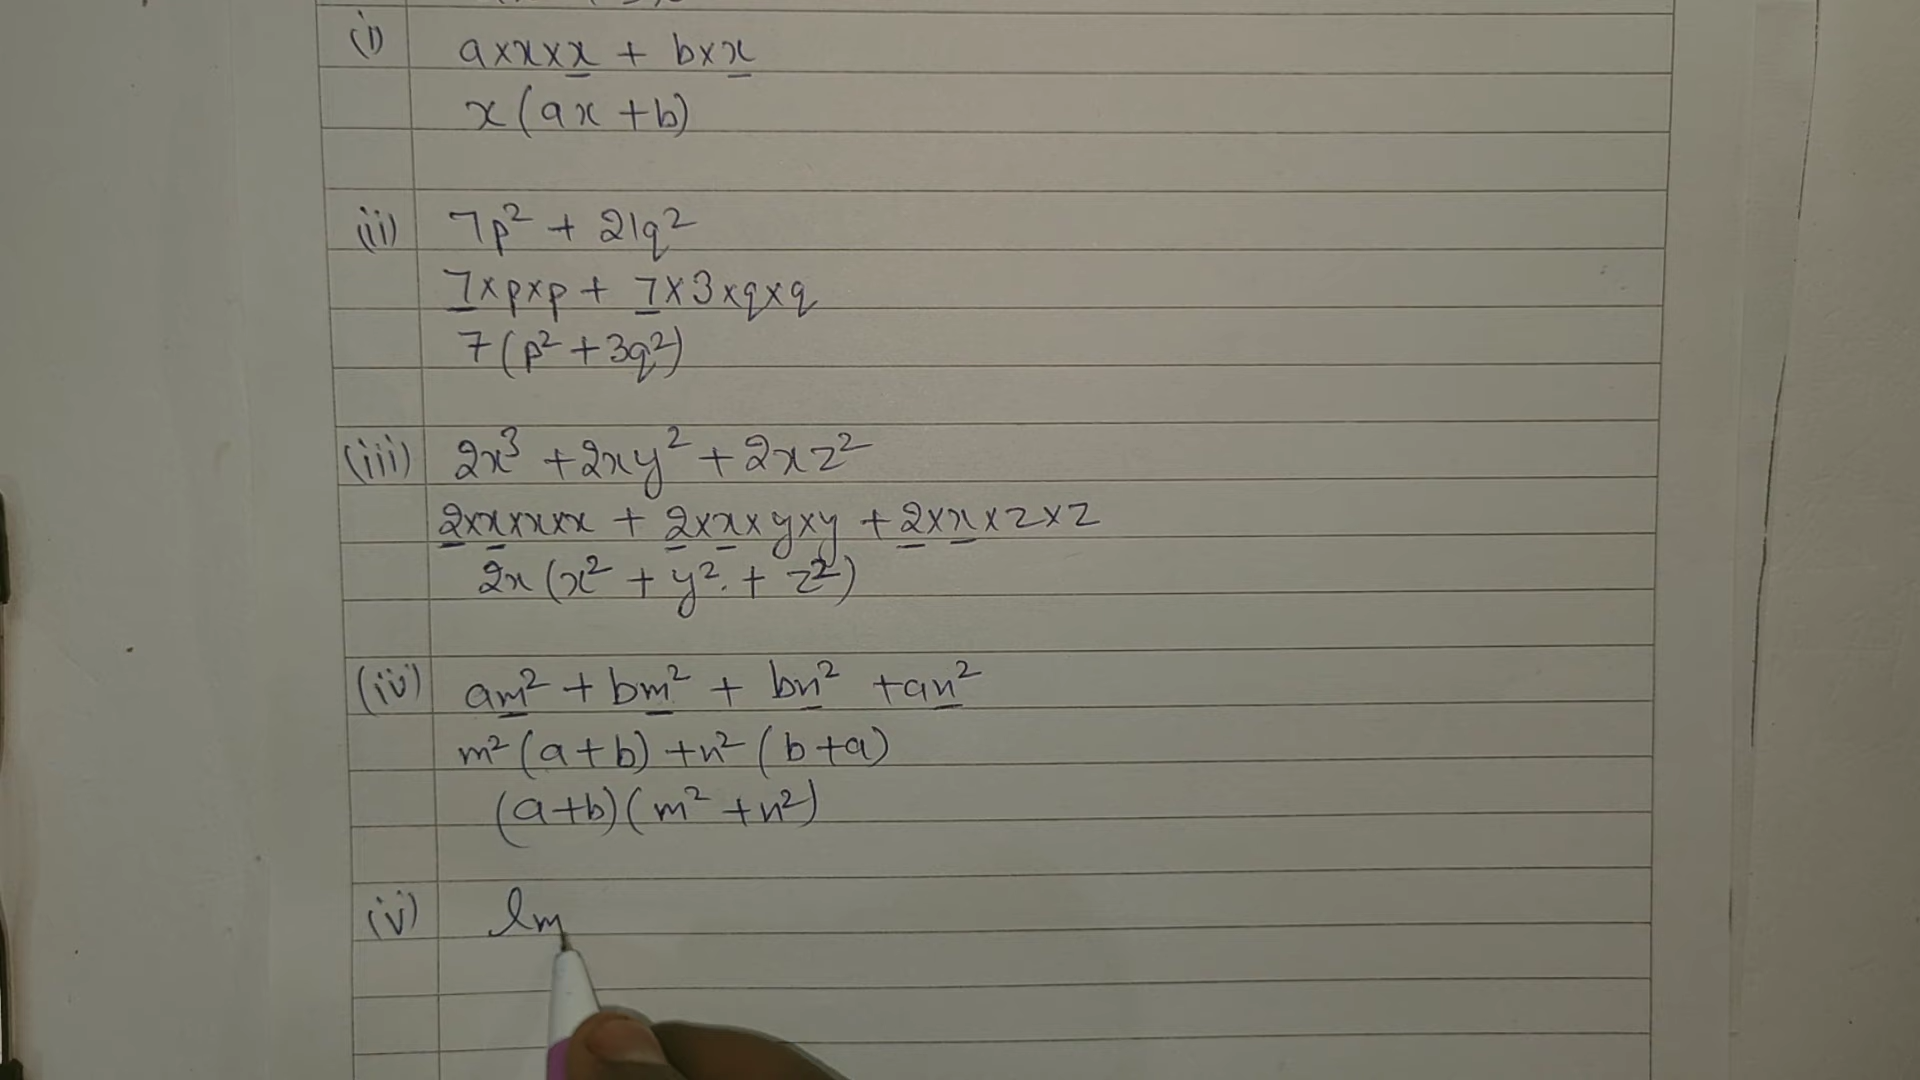 (i) a×x×x + b×x
x(ax+b)
(ii) 7p² + 21q²
7×p×p + 7×3×q×q
7(p²+3q²)
(iii) 2x³ +2xy² +2xz²
2×x×x×x + 2×x×y×y +2×x×z×z
2x(x² + y² + z²)
(iv) am² + bm² + bn² +an²
m²(a+b) +n²(b+a)
(a+b)(m² +n²)
(v) lm